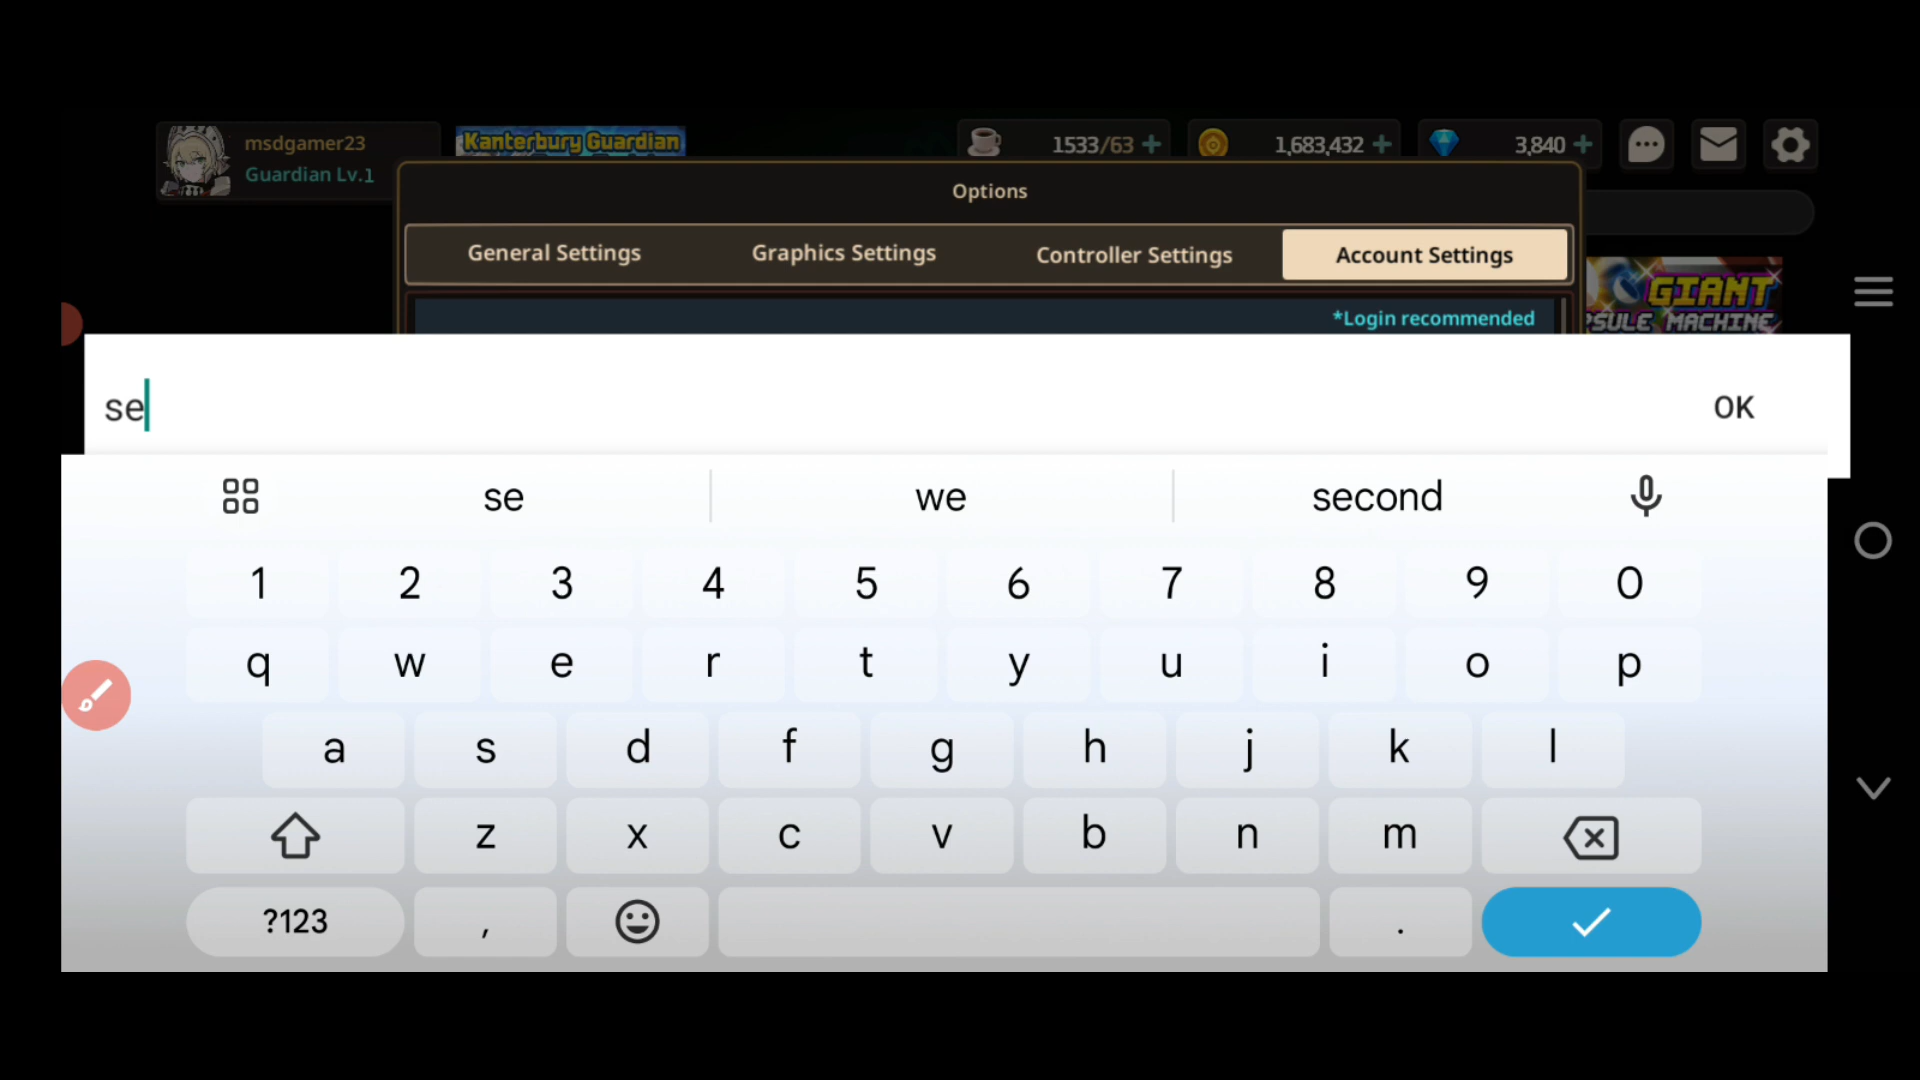 msdgamer23
Guardian Lv.1
Kanterbury Guardian
1533/63
1,683,432
3,840
Options
General Settings
Graphics Settings
Controller Settings
Account Settings
*Login recommended
GIANT
PSULE MACHINE
se
OK
se
we
second
1 2 3 4 5 6 7 8 9 0
q w e r t y u i o p
a s d f g h j k l
z x c v b n m
?123 , .